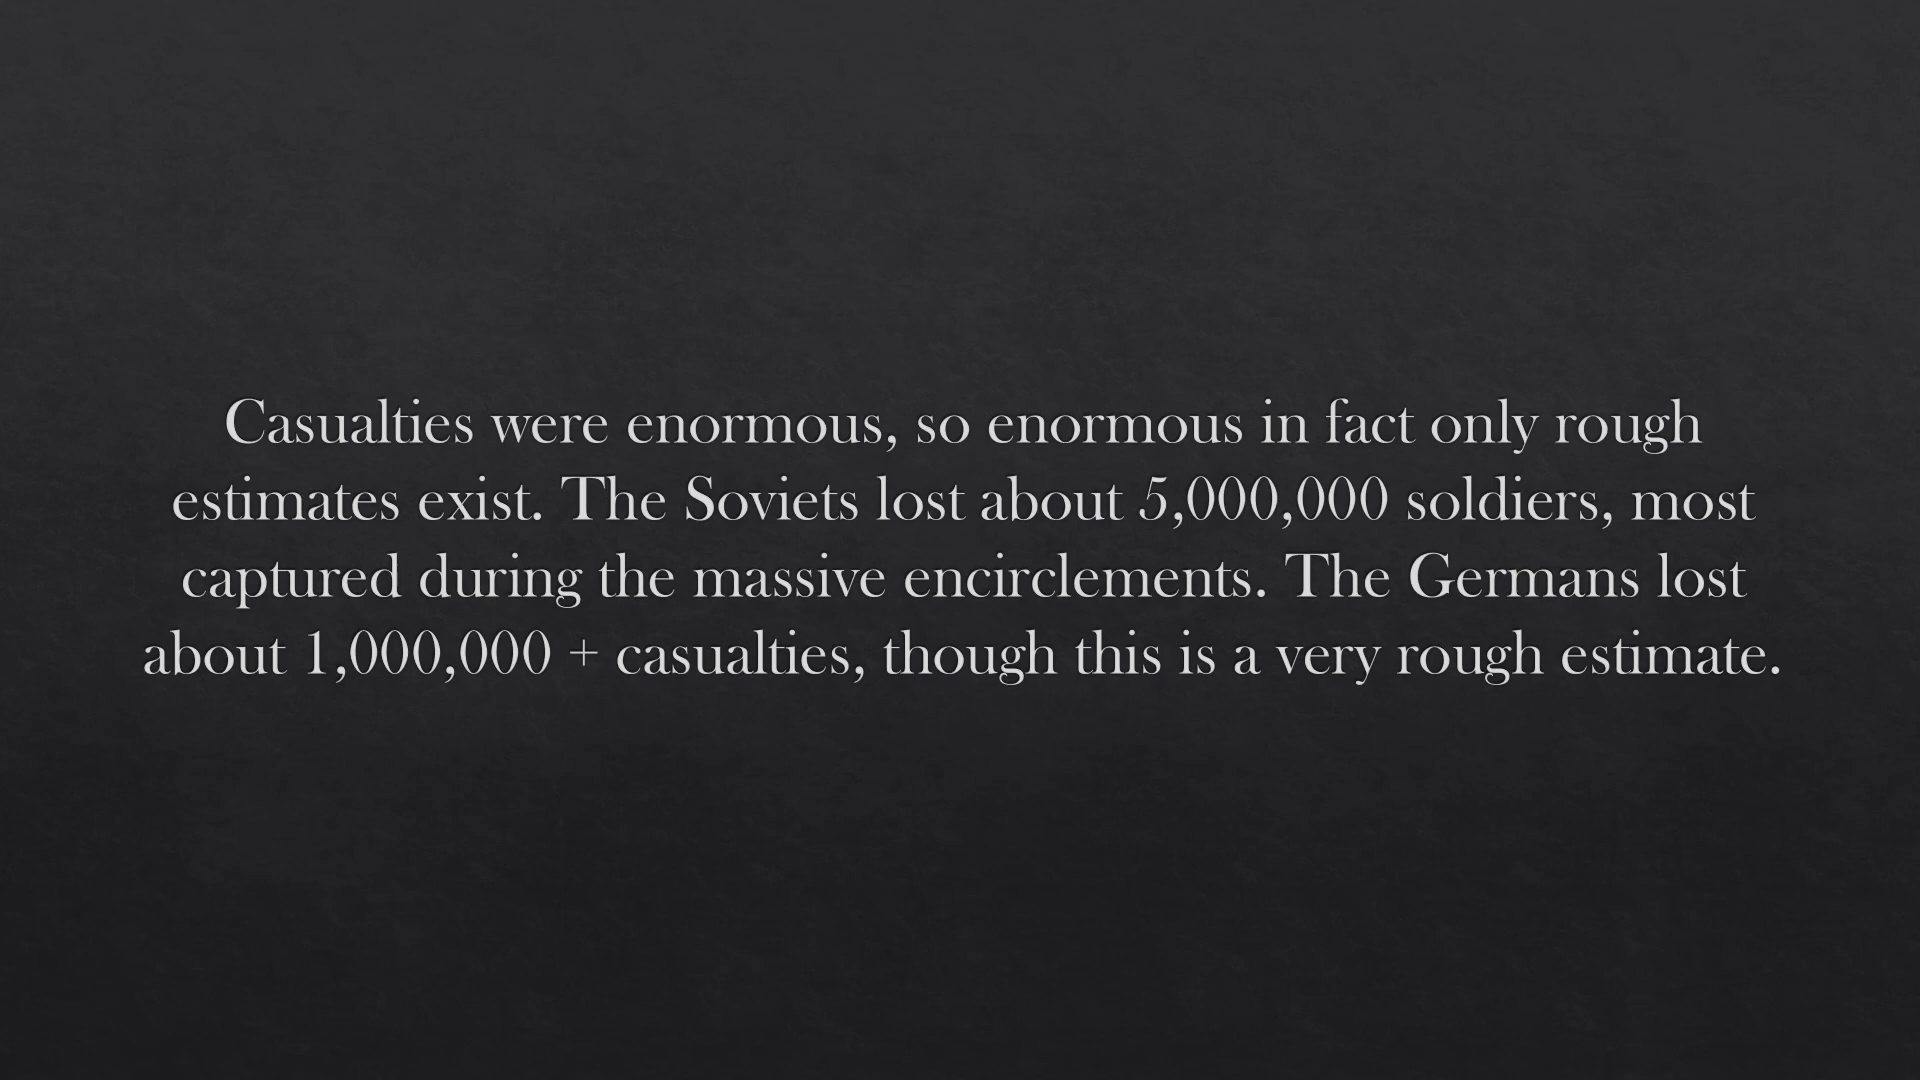 Casualties were enormous, so enormous in fact only rough
estimates exist. The Soviets lost about 5,000,000 soldiers, most
captured during the massive encirclements. The Germans lost
about 1,000,000 + casualties, though this is a very rough estimate.